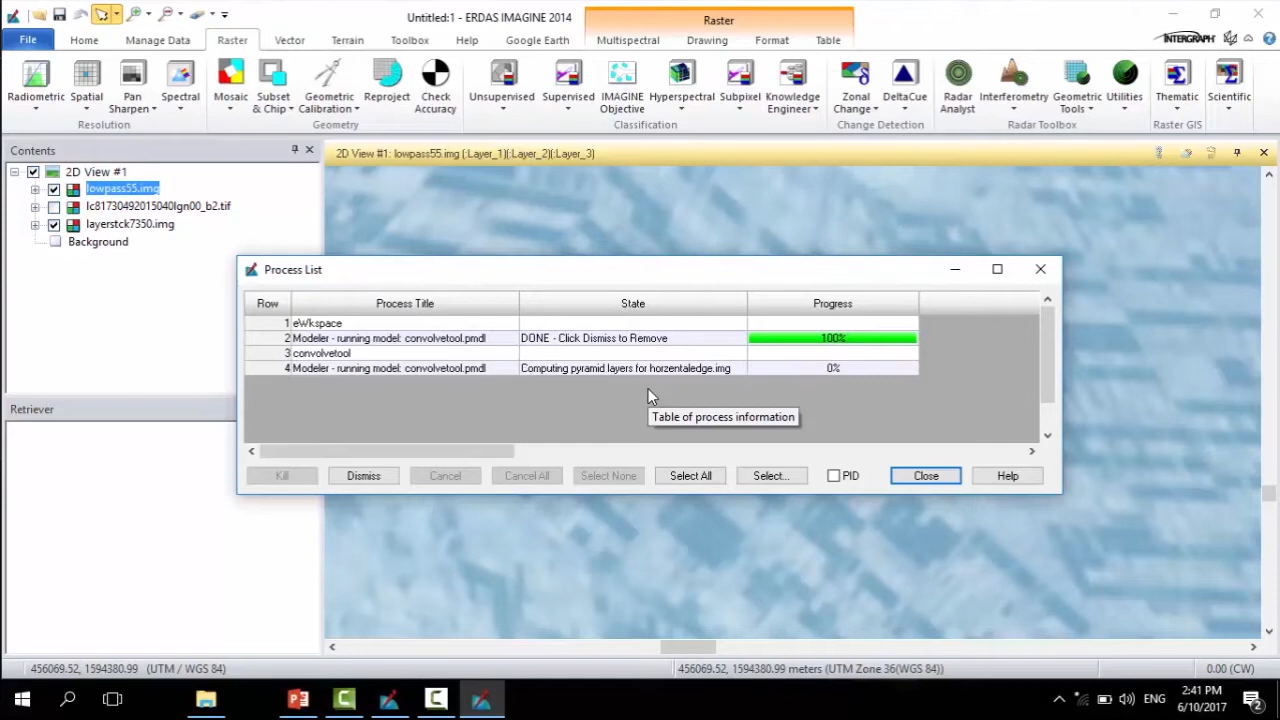 Untitled:1 - ERDAS IMAGINE 2014
Raster
File Home Manage Data Raster Vector Terrain Toolbox Help Google Earth Multispectral Drawing Format Table INTERGRAPH
Radiometric Spatial Pan Sharpen Spectral Mosaic Subset & Chip Geometric Calibration Reproject Check Accuracy Unsupervised Supervised IMAGINE Objective Hyperspectral Subpixel Knowledge Engineer Zonal Change DeltaCue Radar Analyst Interferometry Geometric Tools Utilities Thematic Scientific
Resolution Geometry Classification Change Detection Radar Toolbox Raster GIS
Contents
2D View #1: lowpass55.img (:Layer_1)(:Layer_2)(:Layer_3)
2D View #1
lowpass55.img
lc81730492015040lgn00_b2.tif
layerstck7350.img
Background
Process List
Row Process Title State Progress
1 eWkspace
2 Modeler - running model: convolvetool.pmdl DONE - Click Dismiss to Remove 100%
3 convolvetool
4 Modeler - running model: convolvetool.pmdl Computing pyramid layers for horzentaledge.img 0%
Table of process information
Kill Dismiss Cancel Cancel All Select None Select All Select... PID Close Help
Retriever
456069.52, 1594380.99 (UTM / WGS 84) 456069.52, 1594380.99 meters (UTM Zone 36(WGS 84)) 0.00 (CW)
ENG
2:41 PM
6/10/2017
2